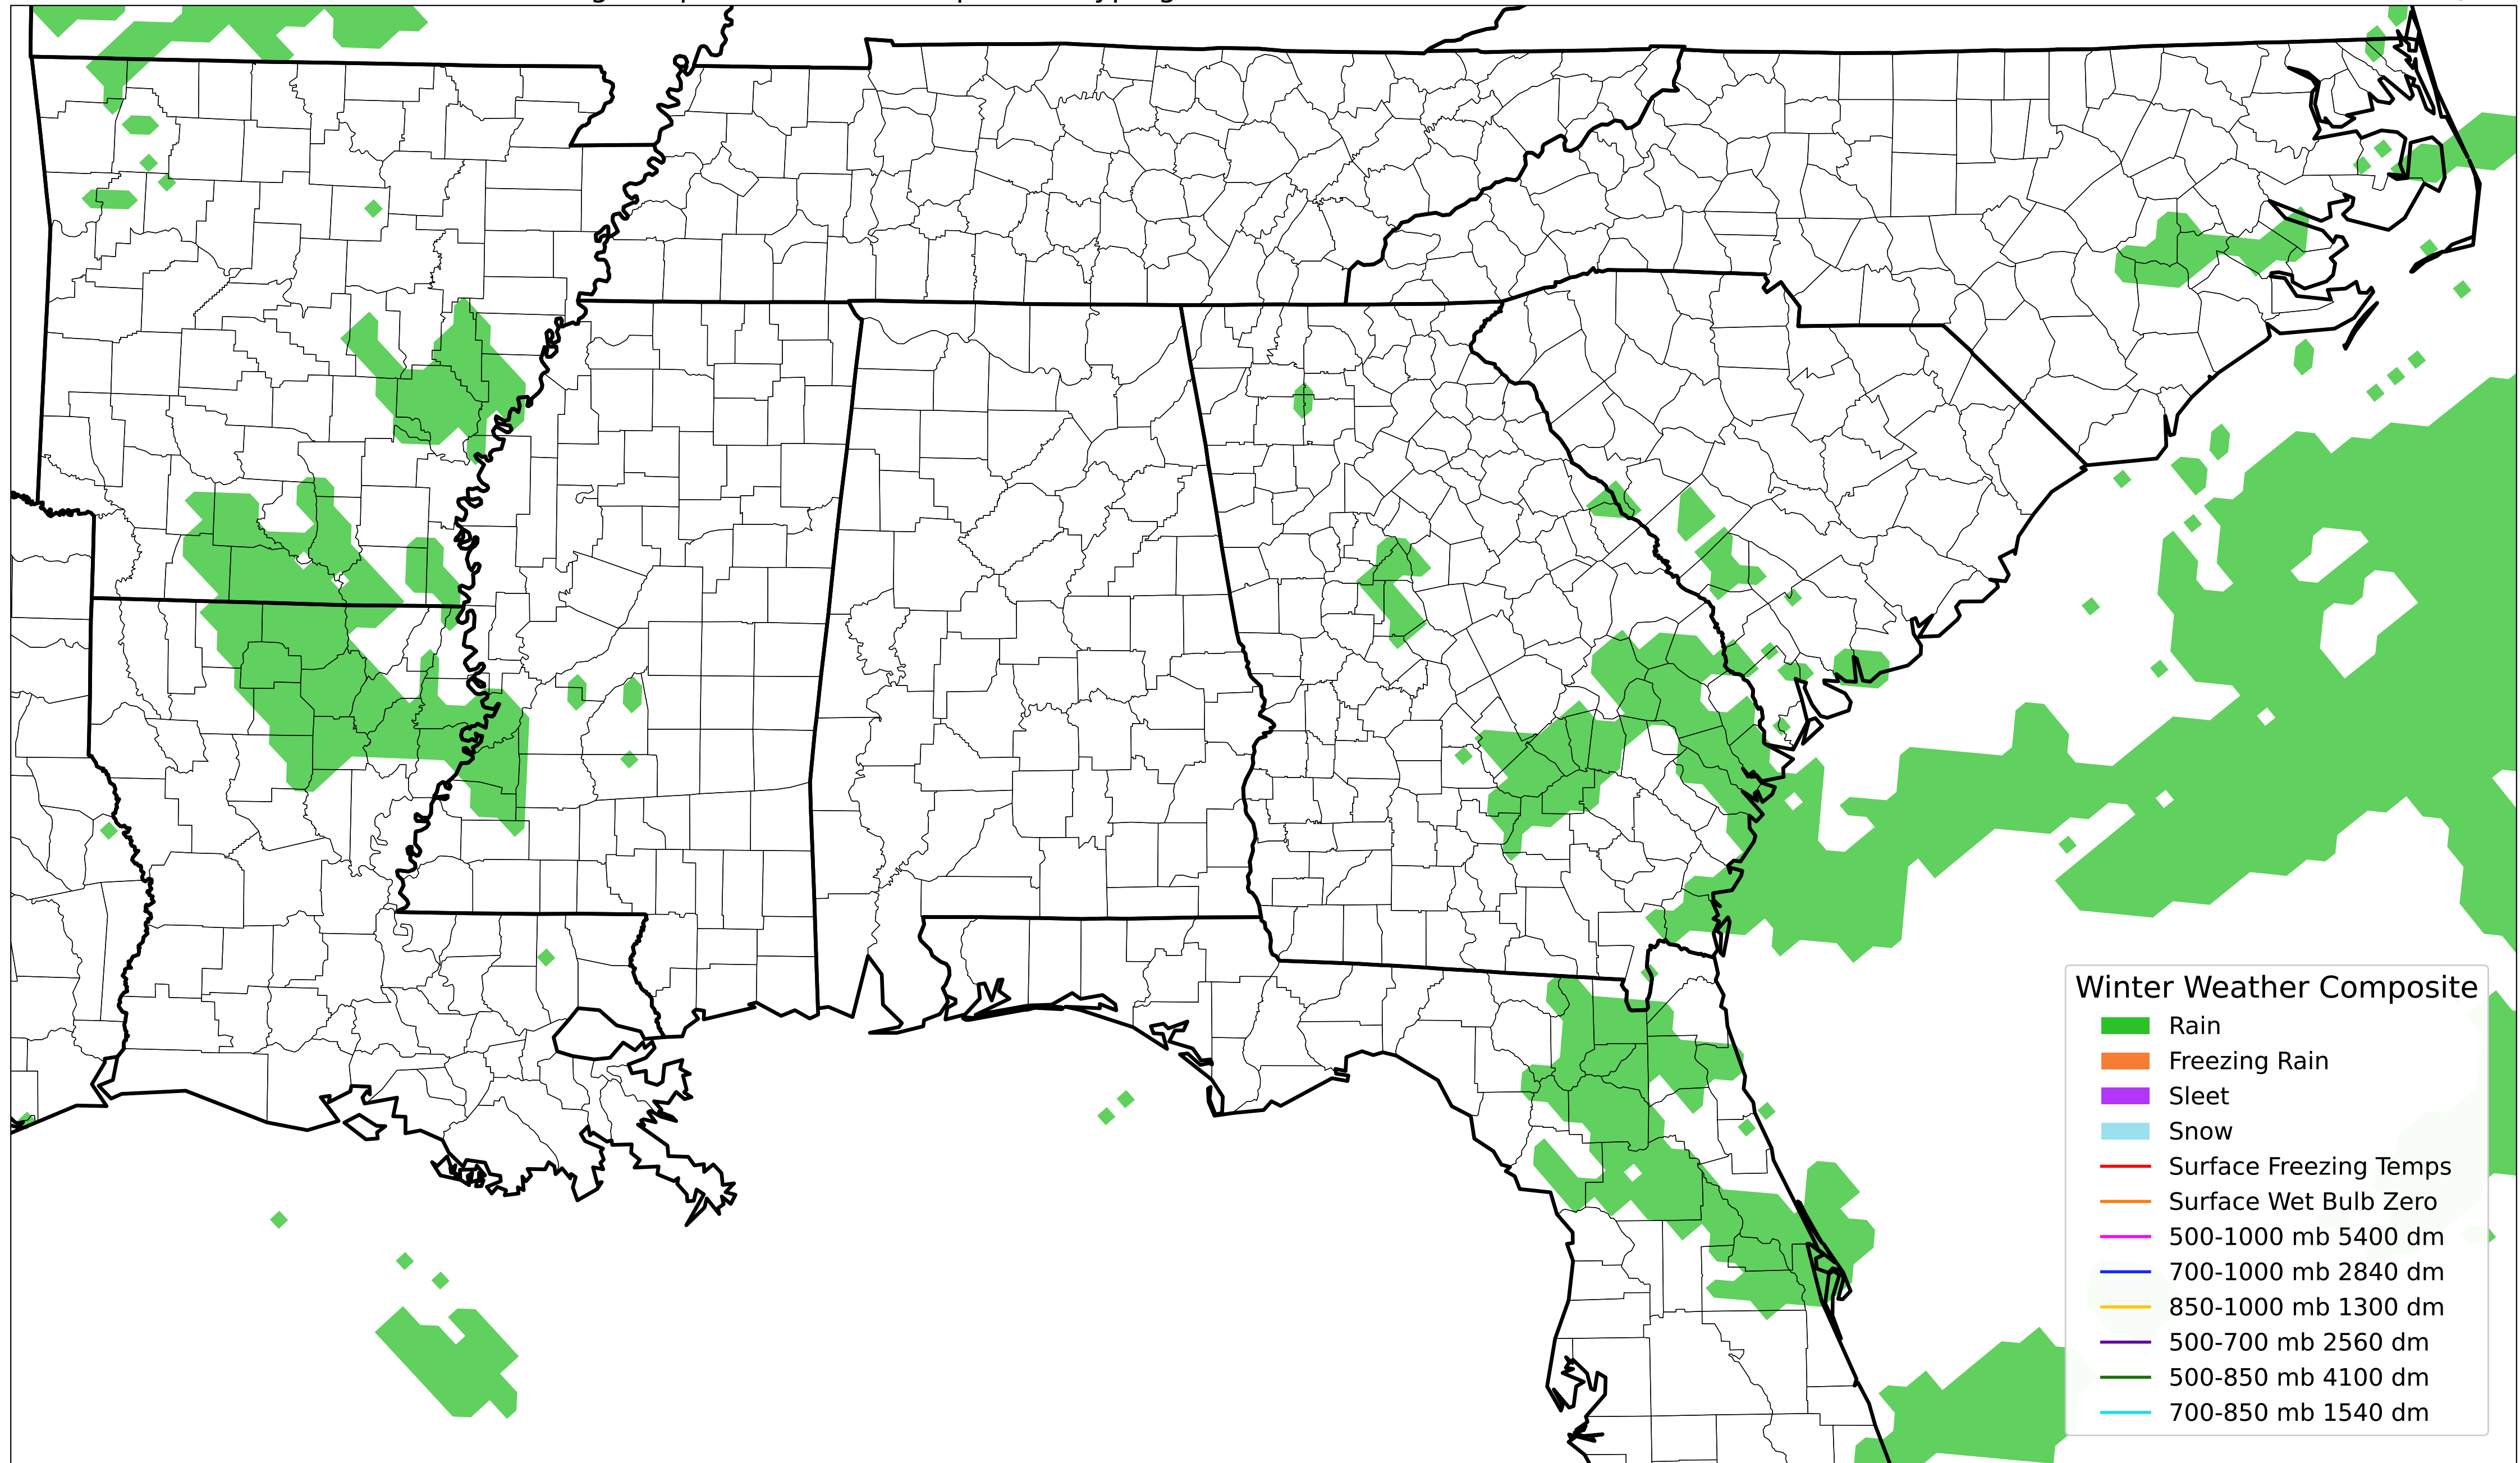 Winter Weather Composite
Rain
Freezing Rain
Sleet
Snow
Surface Freezing Temps
Surface Wet Bulb Zero
500-1000 mb 5400 dm
700-1000 mb 2840 dm
850-1000 mb 1300 dm
500-700 mb 2560 dm
500-850 mb 4100 dm
700-850 mb 1540 dm